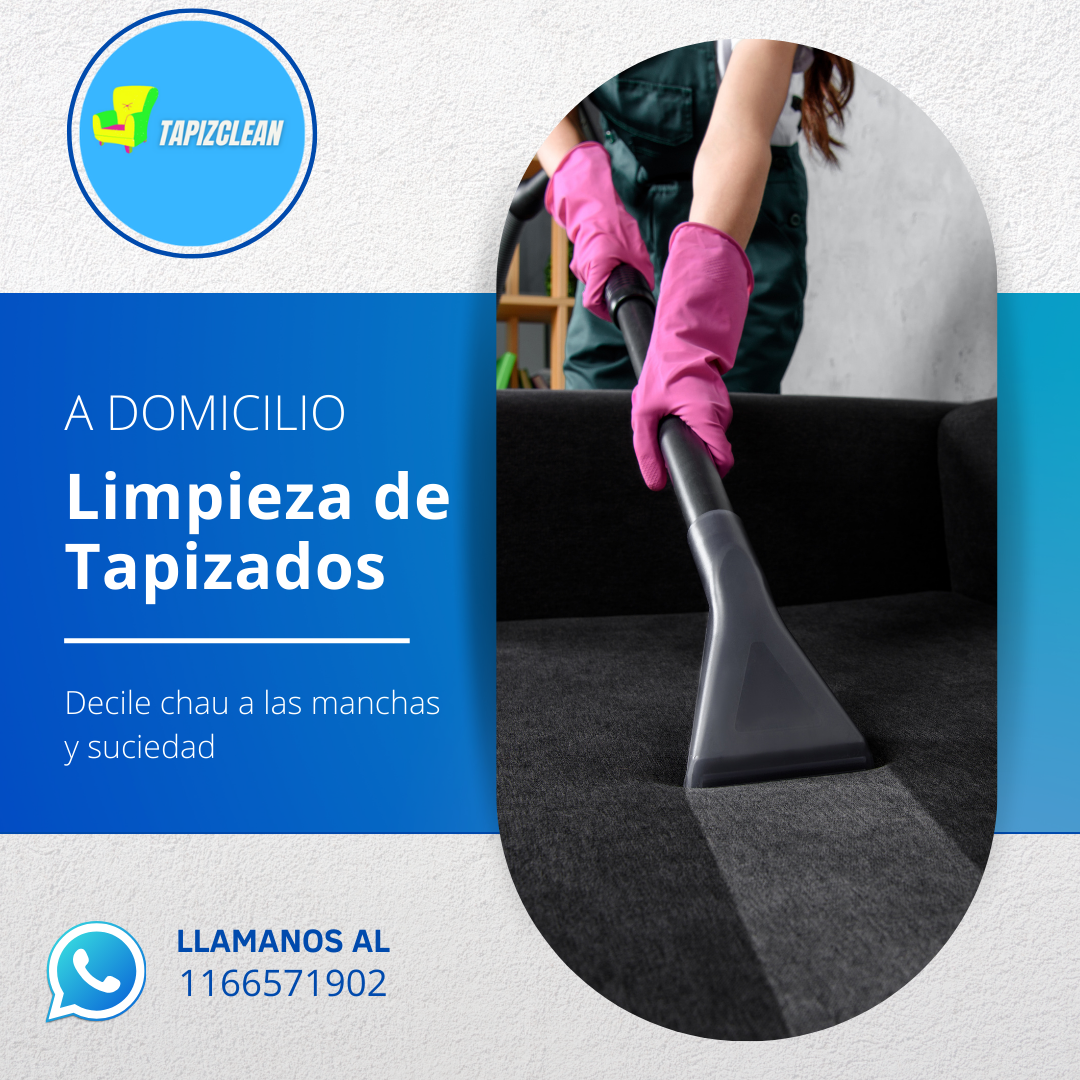 TAPIZCLEAN
A DOMICILIO
Limpieza de
Tapizados
Decile chau a las manchas
y suciedad
LLAMANOS AL
1166571902